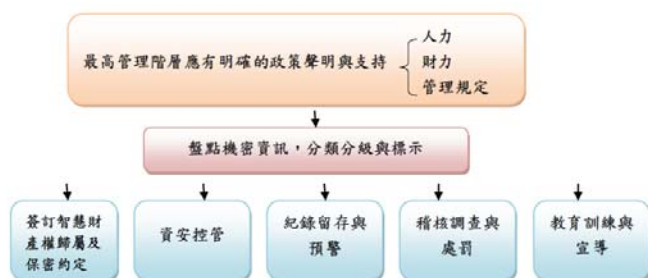 最高管理階層應有明確的政策聲明與支持
人力
財力
管理規定
盤點機密資訊，分類分級與標示
簽訂智慧財
產權歸屬及
保密約定
資安控管
紀錄留存與
預警
稽核調查與
處罰
教育訓練與
宣導